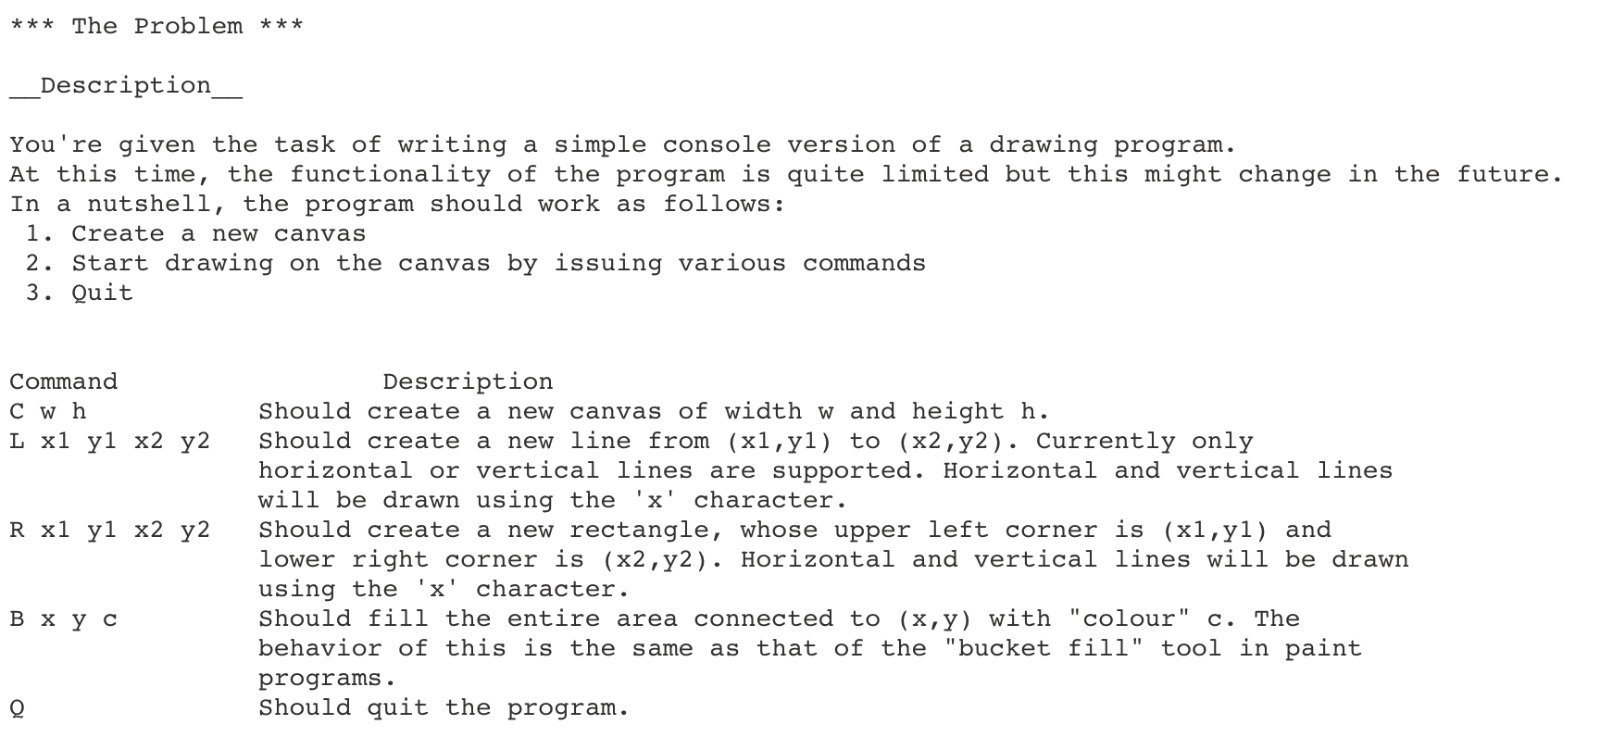 *** The Problem ***
__Description__
You're given the task of writing a simple console version of a drawing program.
At this time, the functionality of the program is quite limited but this might change in the future.
In a nutshell, the program should work as follows:
1. Create a new canvas
2. Start drawing on the canvas by issuing various commands
3. Quit
Command Description
C w h Should create a new canvas of width w and height h.
L x1 y1 x2 y2 Should create a new line from (x1,y1) to (x2,y2). Currently only
horizontal or vertical lines are supported. Horizontal and vertical lines
will be drawn using the 'x' character.
R x1 y1 x2 y2 Should create a new rectangle, whose upper left corner is (x1,y1) and
lower right corner is (x2,y2). Horizontal and vertical lines will be drawn
using the 'x' character.
B x y c Should fill the entire area connected to (x,y) with "colour" c. The
behavior of this is the same as that of the "bucket fill" tool in paint
programs.
Q Should quit the program.